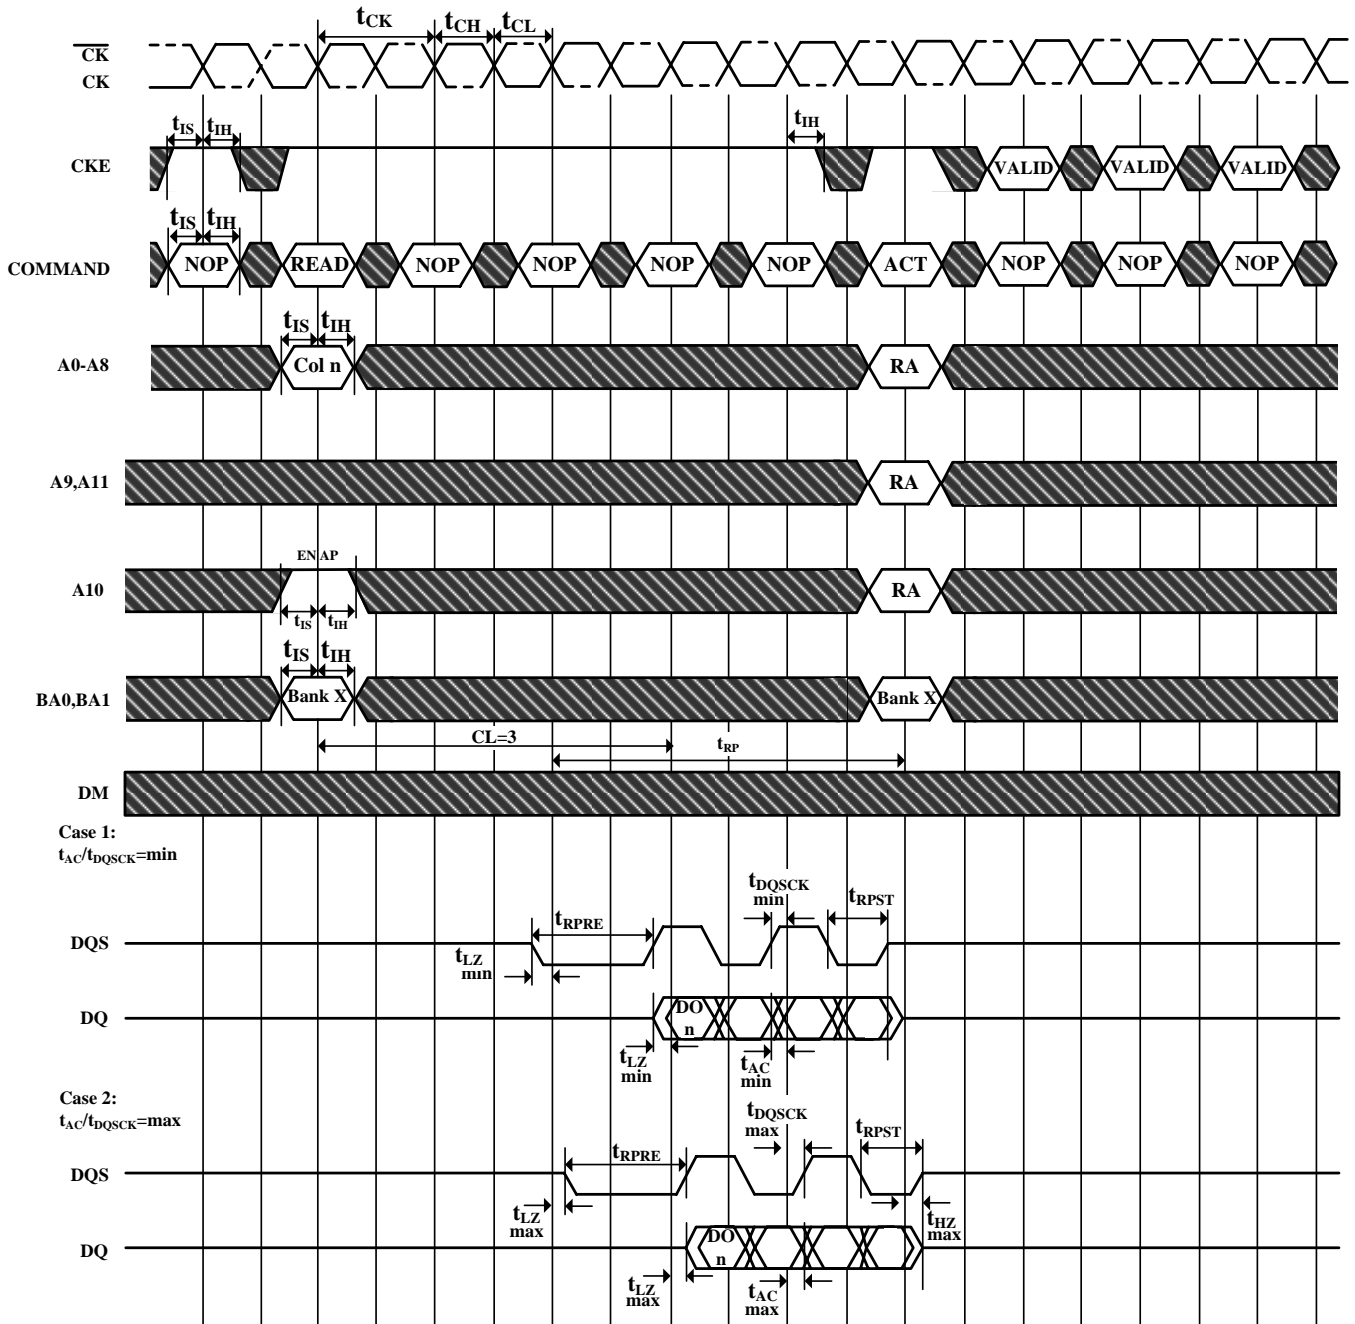 tCK tCH tCL
CK
CK
tIS tIH tIH
CKE VALID VALID VALID
tIS tIH
COMMAND NOP READ NOP NOP NOP NOP ACT NOP NOP NOP
tIS tIH
A0-A8 Col n RA
A9,A11 RA
EN AP
A10 RA
tIS tIH
tIS tIH
BA0,BA1 Bank X Bank X
CL=3 tRP
DM
Case 1:
tAC/tDQSCK=min
tDQSCK min tRPST
tRPRE
DQS
tLZ min
DQ DO n
tLZ min tAC min
Case 2:
tAC/tDQSCK=max
tDQSCK max tRPST
tRPRE
DQS
tLZ max tHZ max
DQ DO n
tLZ max tAC max